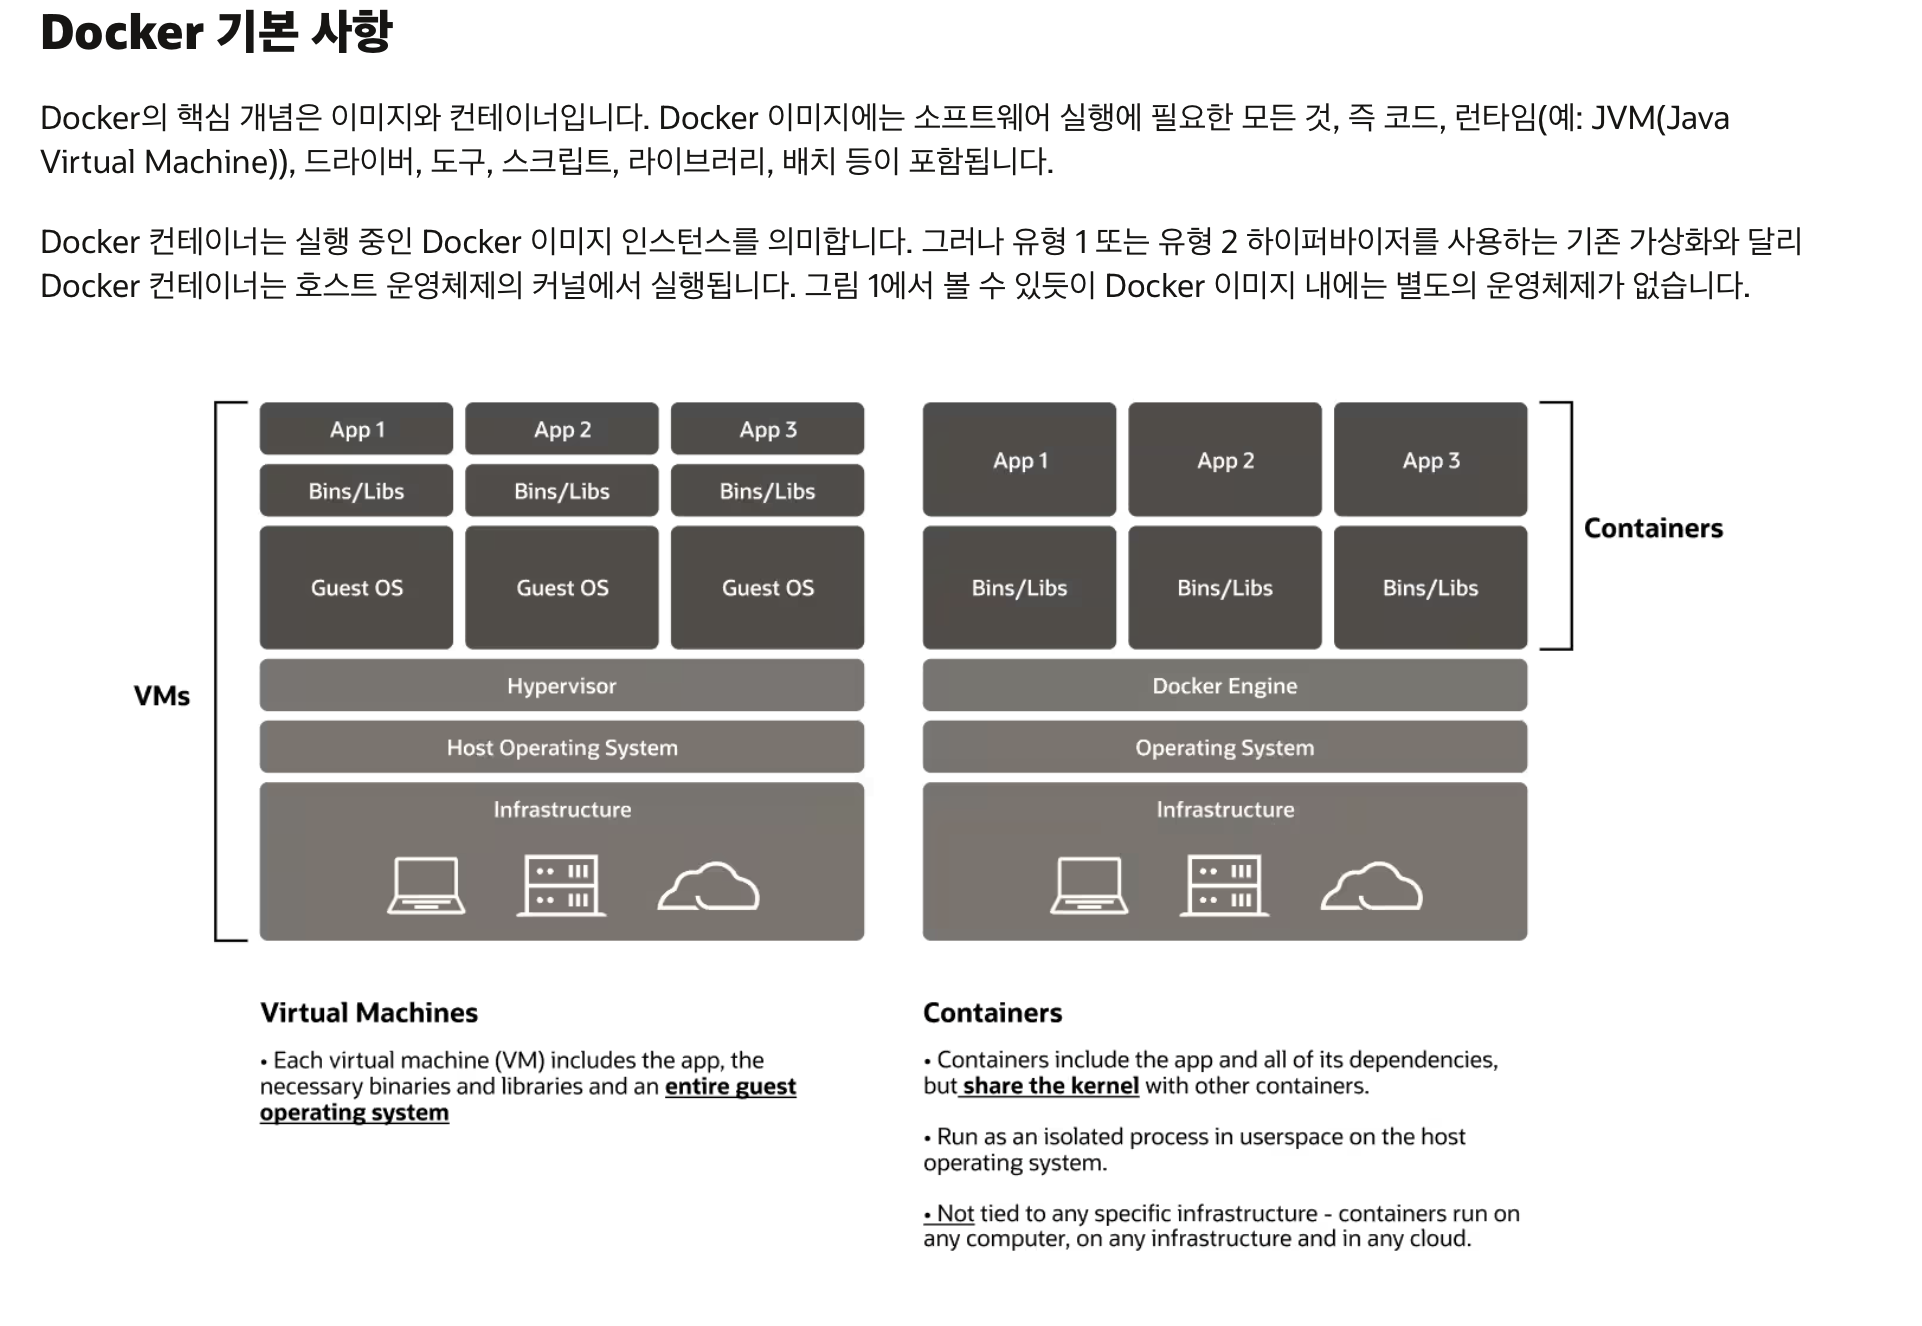 Docker 기본 사항
Docker의 핵심 개념은 이미지와 컨테이너입니다. Docker 이미지에는 소프트웨어 실행에 필요한 모든 것, 즉 코드, 런타임(예: JVM(Java
Virtual Machine)), 드라이버, 도구, 스크립트, 라이브러리, 배치 등이 포함됩니다.
Docker 컨테이너는 실행 중인 Docker 이미지 인스턴스를 의미합니다. 그러나 유형 1 또는 유형 2 하이퍼바이저를 사용하는 기존 가상화와 달리
Docker 컨테이너는 호스트 운영체제의 커널에서 실행됩니다. 그림 1에서 볼 수 있듯이 Docker 이미지 내에는 별도의 운영체제가 없습니다.
VMs
App 1
App 2
App 3
Bins/Libs
Bins/Libs
Bins/Libs
Guest OS
Guest OS
Guest OS
Hypervisor
Host Operating System
Infrastructure
App 1
App 2
App 3
Bins/Libs
Bins/Libs
Bins/Libs
Containers
Docker Engine
Operating System
Infrastructure
Virtual Machines
• Each virtual machine (VM) includes the app, the
necessary binaries and libraries and an entire guest
operating system
Containers
• Containers include the app and all of its dependencies,
but share the kernel with other containers.
• Run as an isolated process in userspace on the host
operating system.
• Not tied to any specific infrastructure - containers run on
any computer, on any infrastructure and in any cloud.